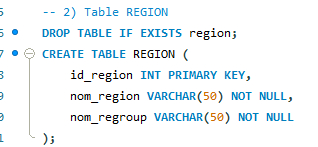 -- 2) Table REGION
DROP TABLE IF EXISTS region;
CREATE TABLE REGION (
id_region INT PRIMARY KEY,
nom_region VARCHAR(50) NOT NULL,
nom_regroup VARCHAR(50) NOT NULL
);